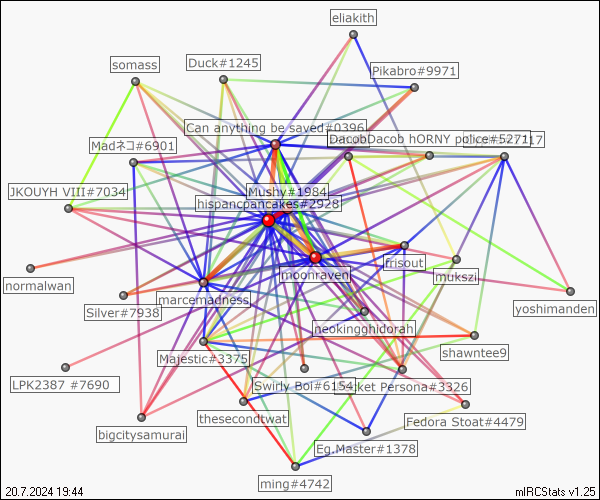 eliakith
somass
Duck#1245
Pikabro#9971
Can anything be saved#0396
Madネコ#6901
DacobDacob hORNY police#5271
117
JKOUYH VIII#7034
Mushy#1984
hispancpancakes#2928
moonraven
frisout
mukszi
normalwan
marcemadness
Silver#7938
neokingghidorah
yoshimanden
Majestic#3375
shawntee9
LPK2387 #7690
Swirly Boi#6154
ket Persona#3326
thesecondtwat
Fedora Stoat#4479
bigcitysamurai
Eg.Master#1378
ming#4742
20.7.2024 19:44
mIRCStats v1.25